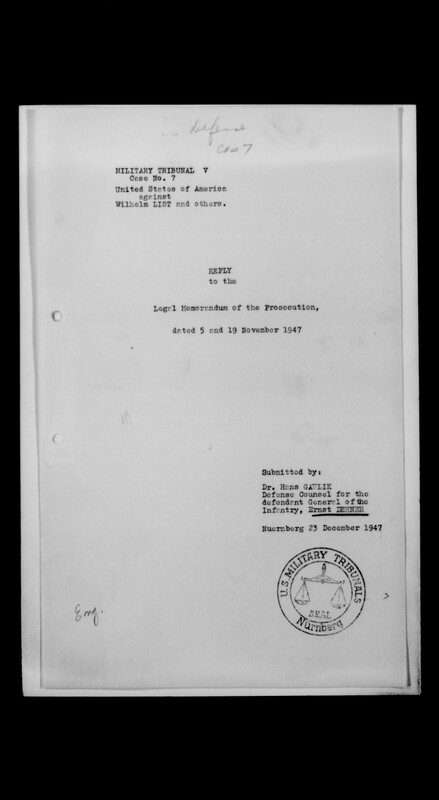 Defense
Case 7
MILITARY TRIBUNAL V
Case No. 7
United States of America
against
Wilhelm LIST and others.
REPLY
to the
Legal Memorandum of the Prosecution,
dated 5 and 19 November 1947
Submitted by:
Dr. Hans GAWLIK
Defense Counsel for the
defendant General of the
Infantry, Ernst DEHNER
Nuernberg 23 December 1947
U.S. MILITARY TRIBUNALS
SEAL
Nürnberg
Eng.